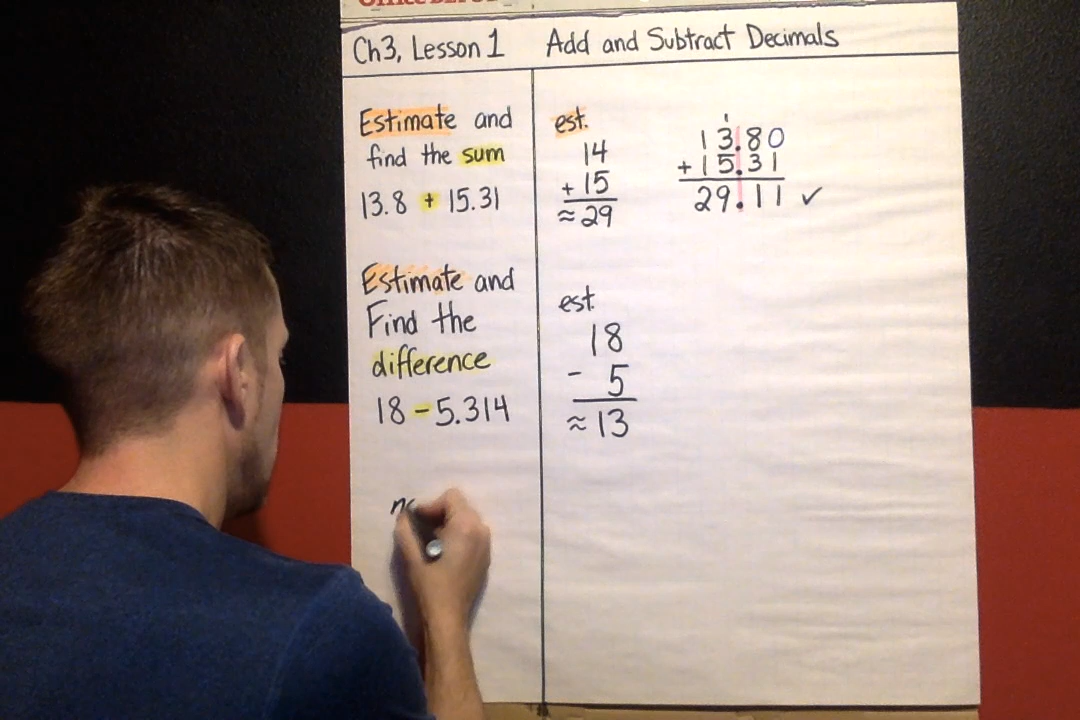 Ch3, Lesson 1 Add and Subtract Decimals
Estimate and
find the sum
13.8 + 15.31
est.
14
+ 15
≈ 29
1
13.80
+ 15.31
29.11 ✓
Estimate and
Find the
difference
18 - 5.314
est.
18
- 5
≈ 13